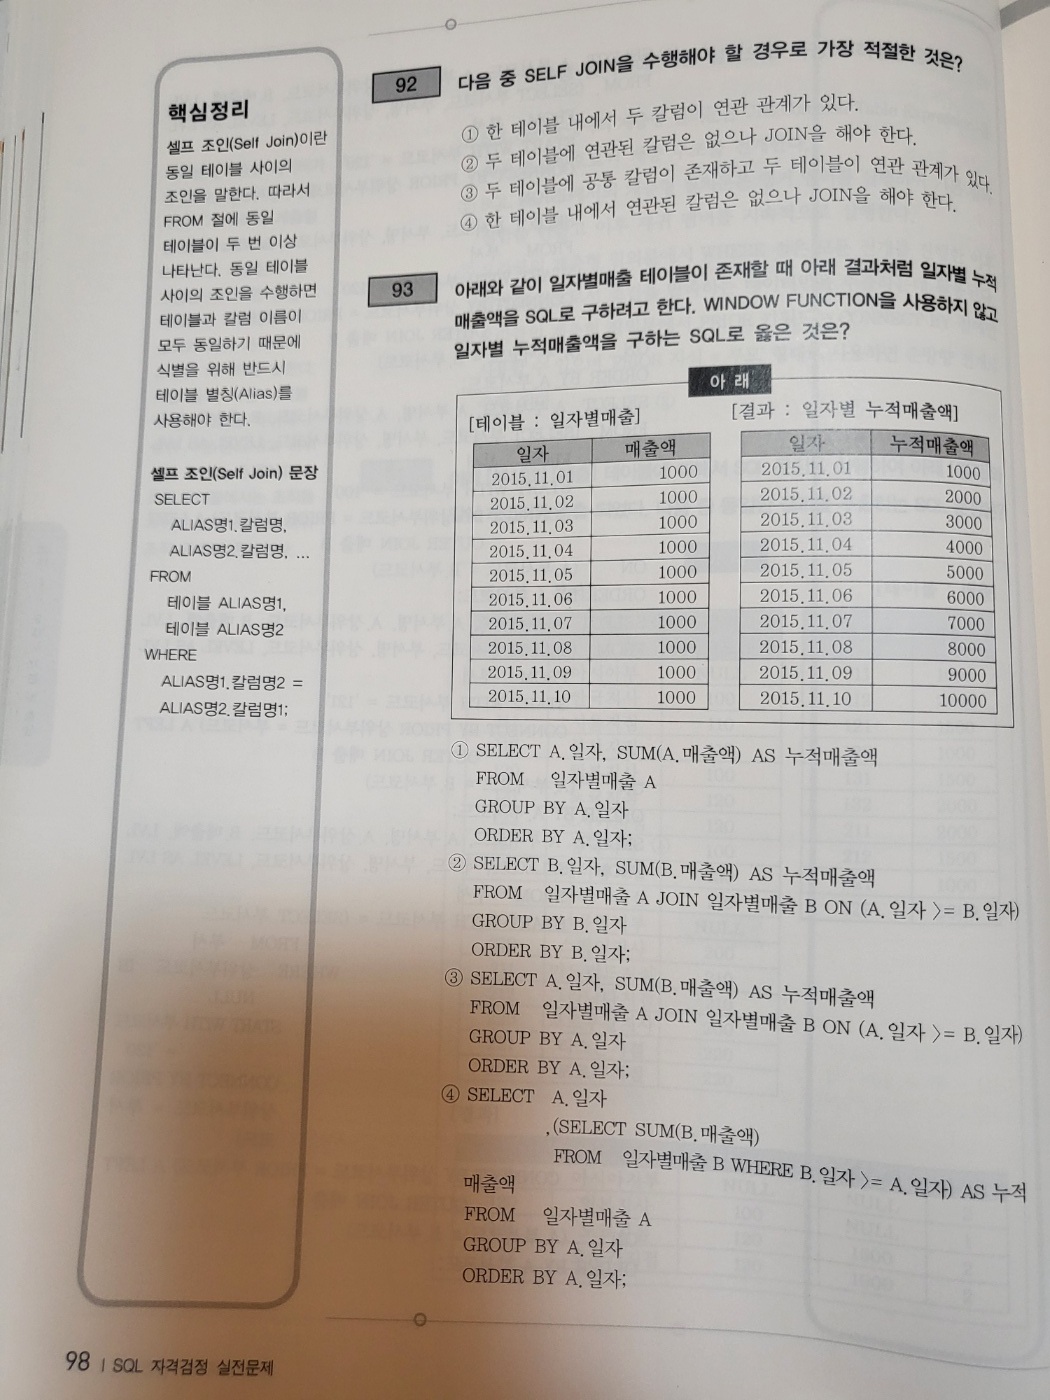 핵심정리
셀프 조인(Self Join)이란
동일 테이블 사이의
조인을 말한다. 따라서
FROM 절에 동일
테이블이 두 번 이상
나타난다. 동일 테이블
사이의 조인을 수행하면
테이블과 칼럼 이름이
모두 동일하기 때문에
식별을 위해 반드시
테이블 별칭(Alias)를
사용해야 한다.
셀프 조인(Self Join) 문장
SELECT
ALIAS명1.칼럼명,
ALIAS명2.칼럼명, ...
FROM
테이블 ALIAS명1,
테이블 ALIAS명2
WHERE
ALIAS명1.칼럼명2 =
ALIAS명2.칼럼명1;
92 다음 중 SELF JOIN을 수행해야 할 경우로 가장 적절한 것은?
① 한 테이블 내에서 두 칼럼이 연관 관계가 있다.
② 두 테이블에 연관된 칼럼은 없으나 JOIN을 해야 한다.
③ 두 테이블에 공통 칼럼이 존재하고 두 테이블이 연관 관계가 있다.
④ 한 테이블 내에서 연관된 칼럼은 없으나 JOIN을 해야 한다.
93 아래와 같이 일자별매출 테이블이 존재할 때 아래 결과처럼 일자별 누적
매출액을 SQL로 구하려고 한다. WINDOW FUNCTION을 사용하지 않고
일자별 누적매출액을 구하는 SQL로 옳은 것은?
아 래
[테이블 : 일자별매출]
일자 매출액
2015.11.01 1000
2015.11.02 1000
2015.11.03 1000
2015.11.04 1000
2015.11.05 1000
2015.11.06 1000
2015.11.07 1000
2015.11.08 1000
2015.11.09 1000
2015.11.10 1000
[결과 : 일자별 누적매출액]
일자 누적매출액
2015.11.01 1000
2015.11.02 2000
2015.11.03 3000
2015.11.04 4000
2015.11.05 5000
2015.11.06 6000
2015.11.07 7000
2015.11.08 8000
2015.11.09 9000
2015.11.10 10000
① SELECT A.일자, SUM(A.매출액) AS 누적매출액
FROM 일자별매출 A
GROUP BY A.일자
ORDER BY A.일자;
② SELECT B.일자, SUM(B.매출액) AS 누적매출액
FROM 일자별매출 A JOIN 일자별매출 B ON (A.일자 >= B.일자)
GROUP BY B.일자
ORDER BY B.일자;
③ SELECT A.일자, SUM(B.매출액) AS 누적매출액
FROM 일자별매출 A JOIN 일자별매출 B ON (A.일자 >= B.일자)
GROUP BY A.일자
ORDER BY A.일자;
④ SELECT A.일자
,(SELECT SUM(B.매출액)
FROM 일자별매출 B WHERE B.일자 >= A.일자) AS 누적
매출액
FROM 일자별매출 A
GROUP BY A.일자
ORDER BY A.일자;
98 | SQL 자격검정 실전문제